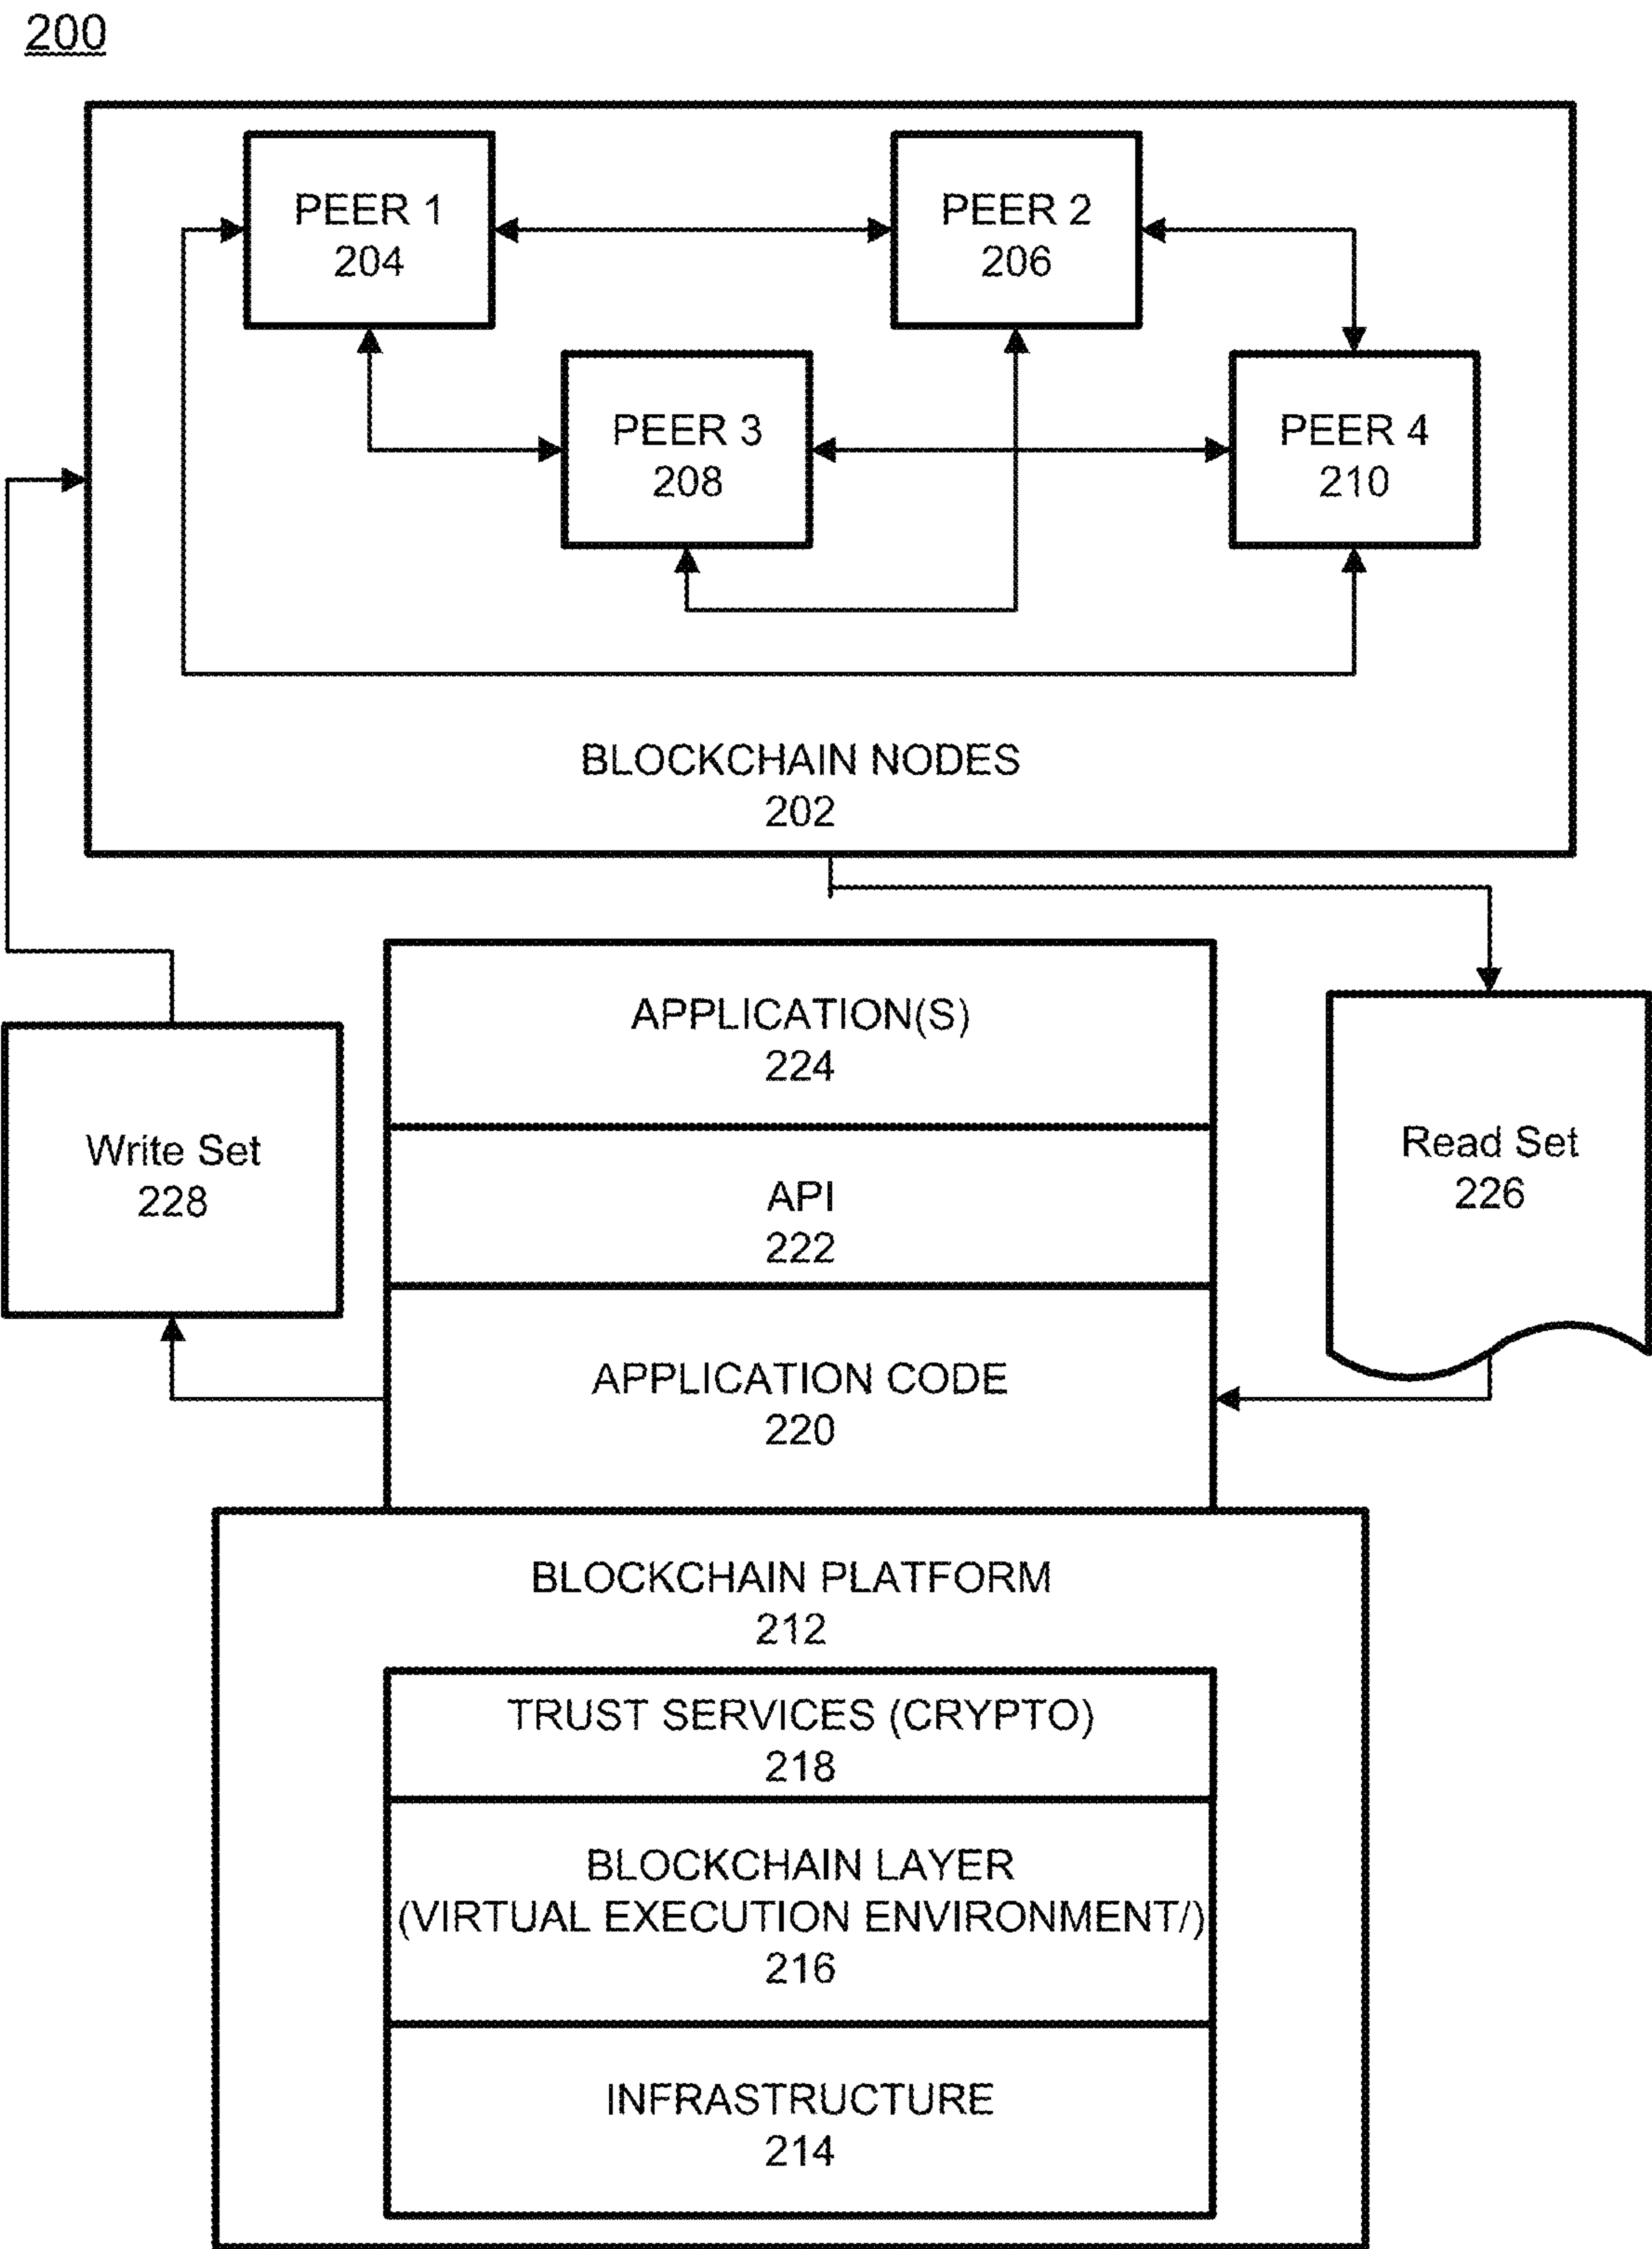 200
PEER 1
204
PEER 2
206
PEER 3
208
PEER 4
210
BLOCKCHAIN NODES
202
APPLICATION(S)
224
Write Set
228
API
222
Read Set
226
APPLICATION CODE
220
BLOCKCHAIN PLATFORM
212
TRUST SERVICES (CRYPTO)
218
BLOCKCHAIN LAYER
(VIRTUAL EXECUTION ENVIRONMENT/)
216
INFRASTRUCTURE
214